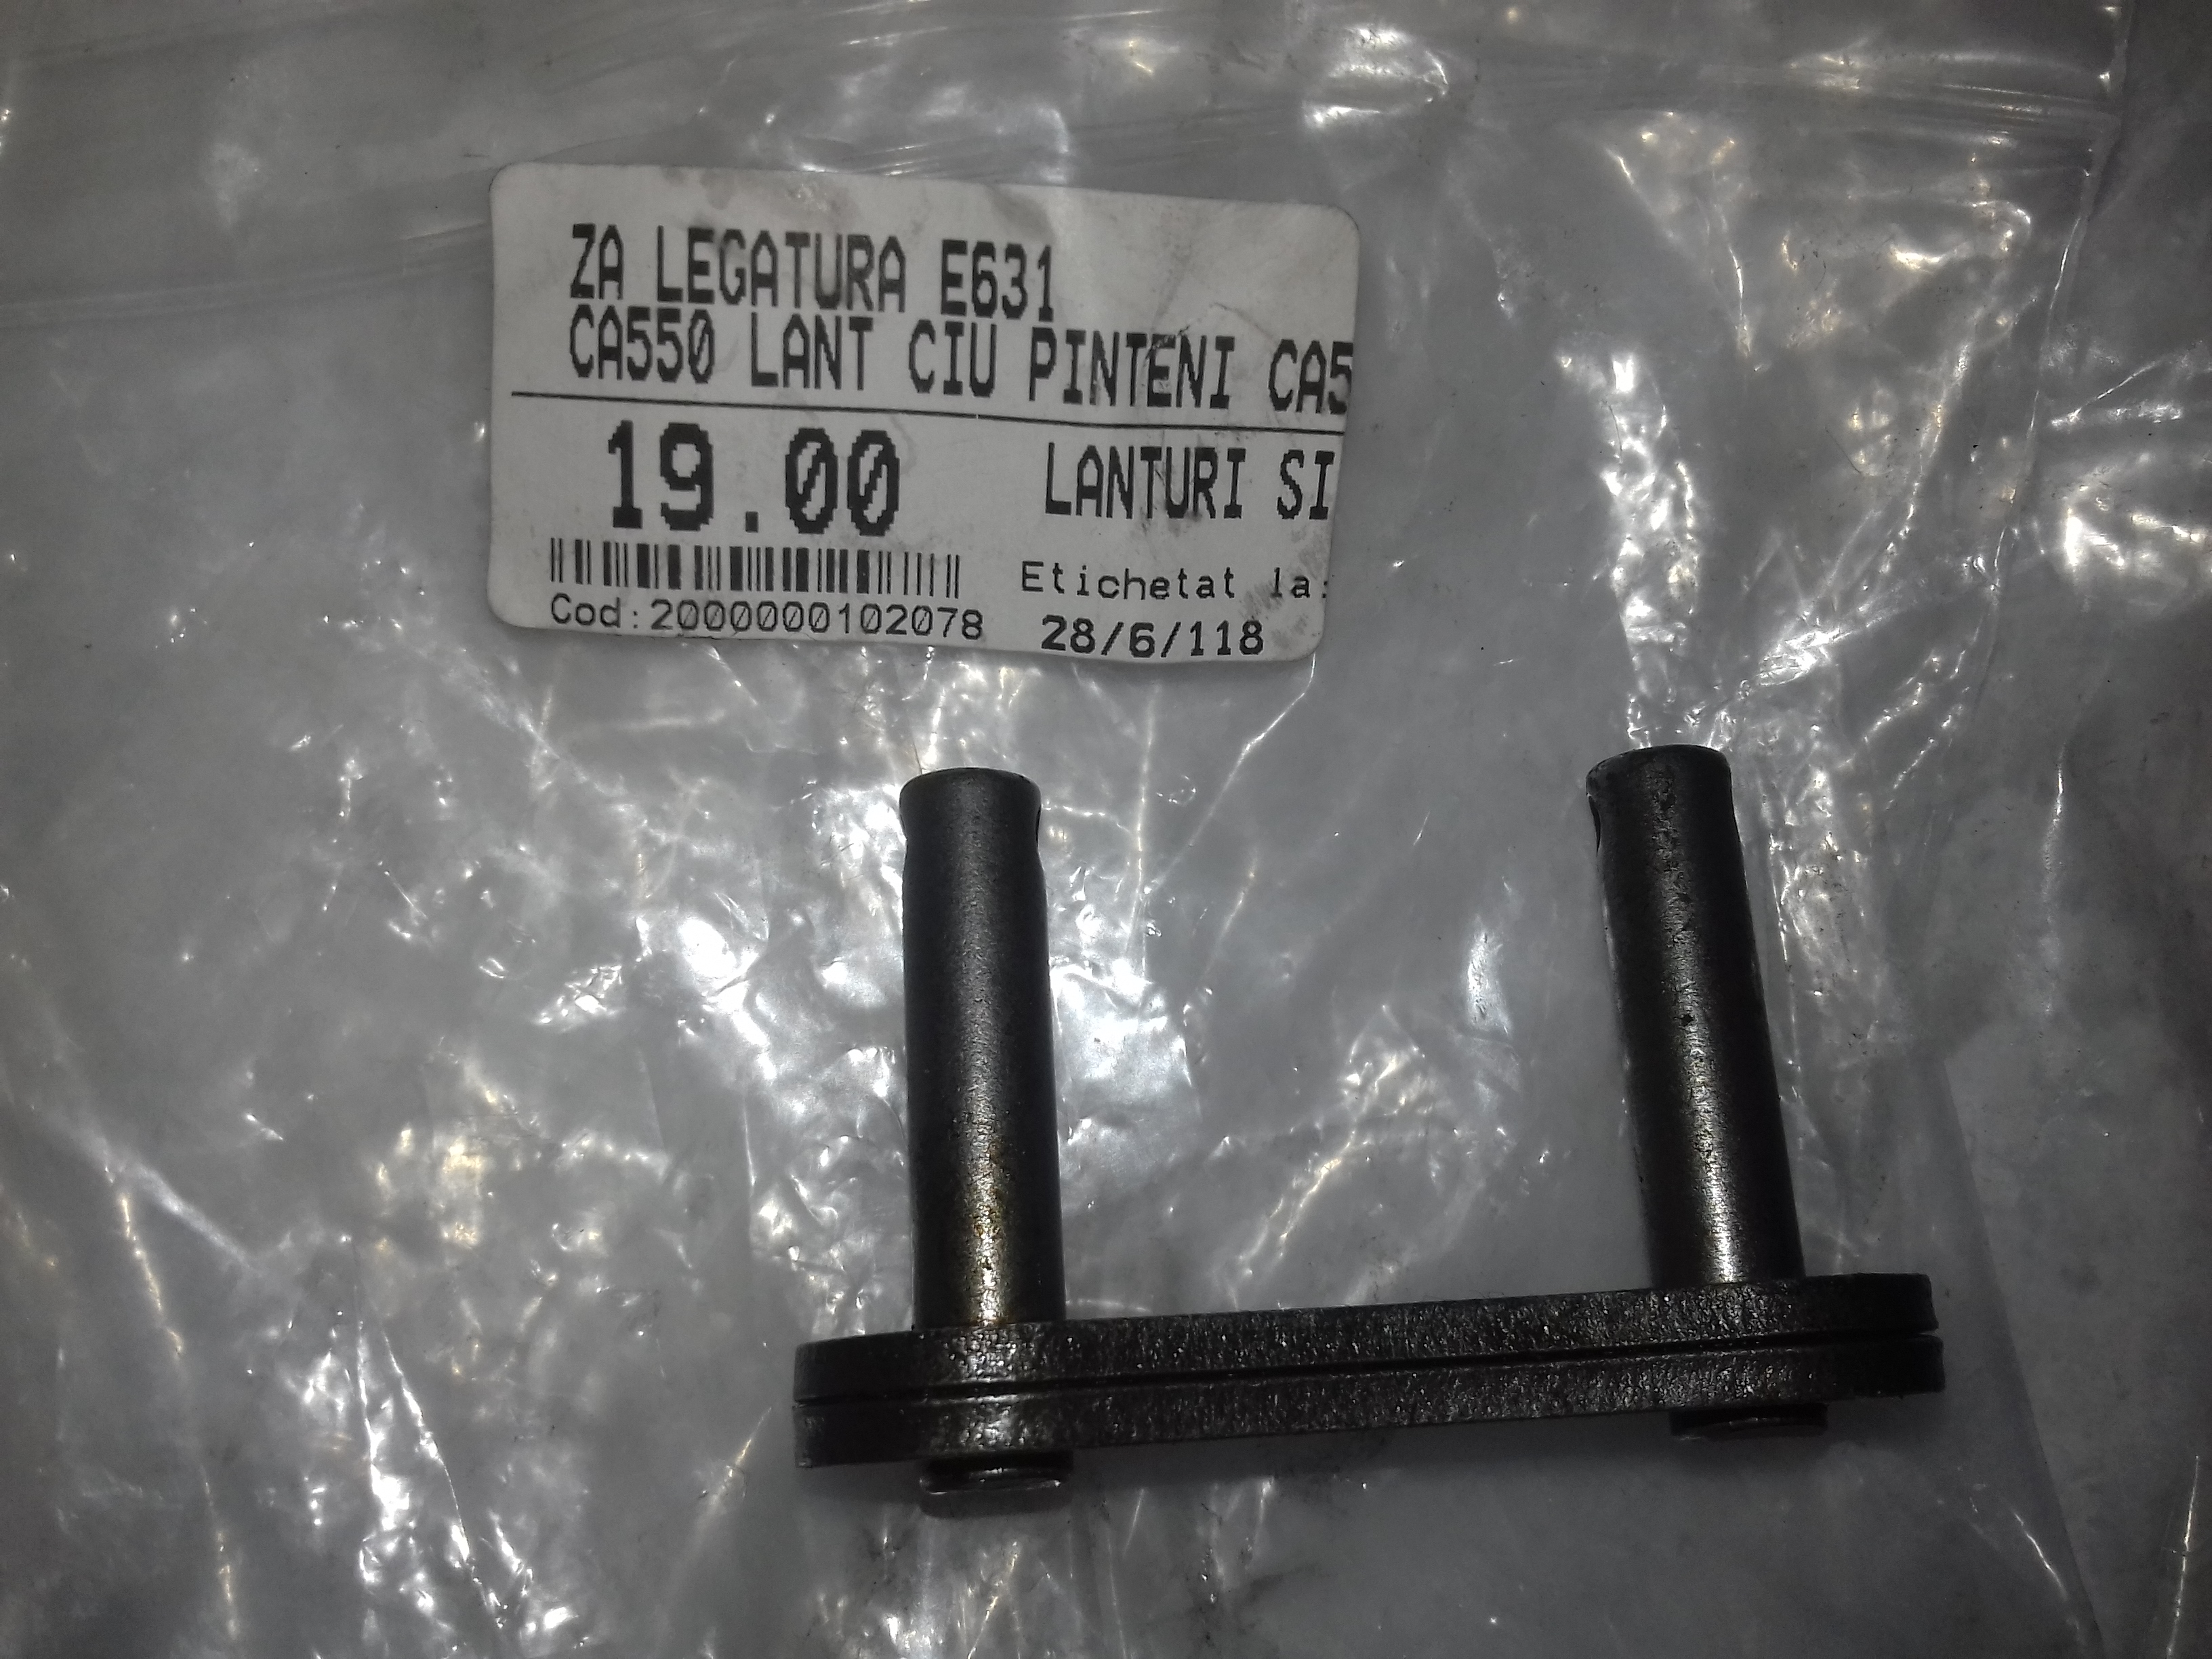 ZA LEGATURA E631
CA550 LANT CIU PINTENI CA5
19.00 LANTURI SI
Etichetat la:
Cod:2000000102078 28/6/118